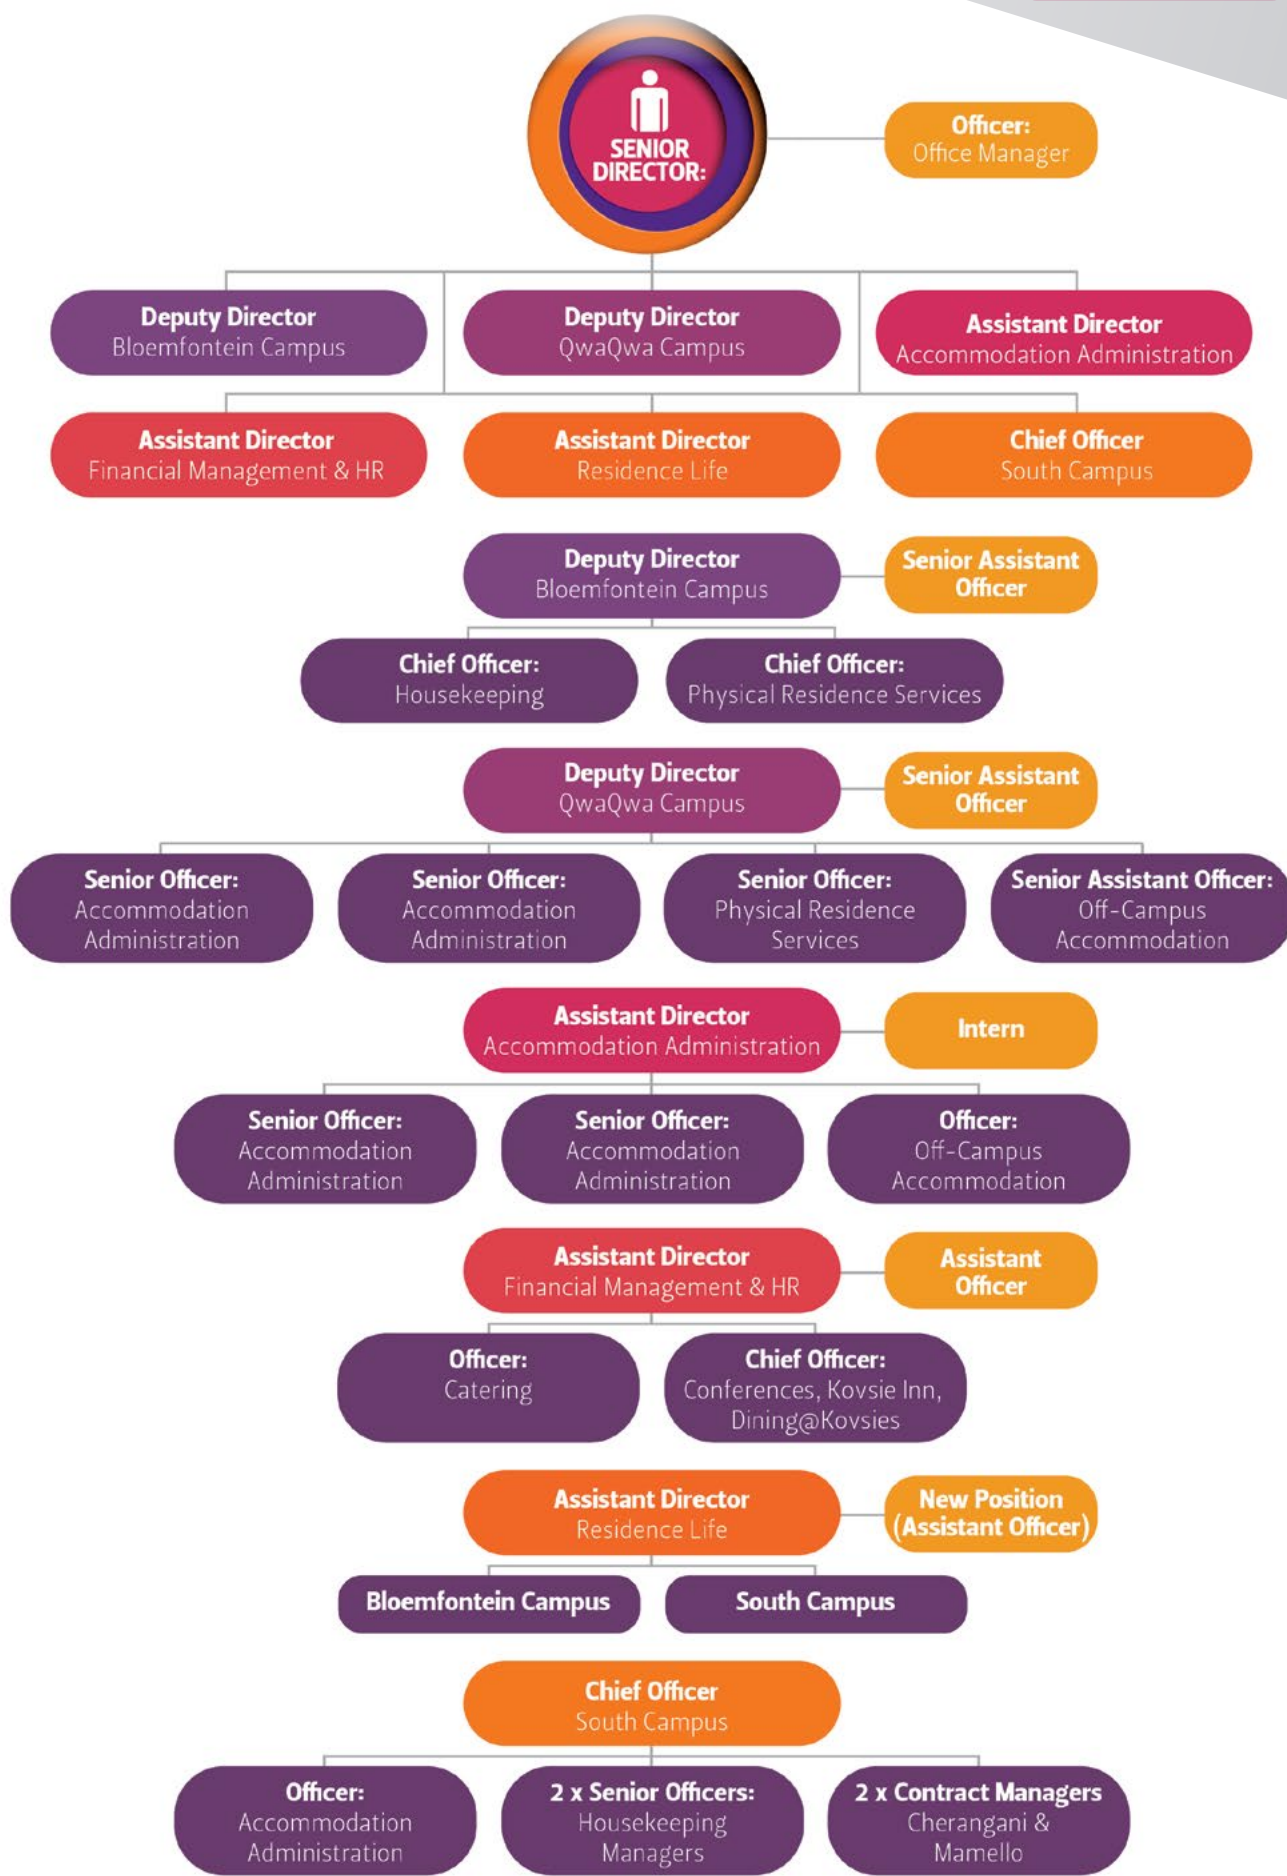 SENIOR
DIRECTOR:
Officer:
Office Manager
Deputy Director
Bloemfontein Campus
Deputy Director
QwaQwa Campus
Assistant Director
Accommodation Administration
Assistant Director
Financial Management & HR
Assistant Director
Residence Life
Chief Officer
South Campus
Deputy Director
Bloemfontein Campus
Senior Assistant
Officer
Chief Officer:
Housekeeping
Chief Officer:
Physical Residence Services
Deputy Director
QwaQwa Campus
Senior Assistant
Officer
Senior Officer:
Accommodation
Administration
Senior Officer:
Accommodation
Administration
Senior Officer:
Physical Residence
Services
Senior Assistant Officer:
Off-Campus
Accommodation
Assistant Director
Accommodation Administration
Intern
Senior Officer:
Accommodation
Administration
Senior Officer:
Accommodation
Administration
Officer:
Off-Campus
Accommodation
Assistant Director
Financial Management & HR
Assistant
Officer
Officer:
Catering
Chief Officer:
Conferences, Kovsie Inn,
Dining@Kovsies
Assistant Director
Residence Life
New Position
(Assistant Officer)
Bloemfontein Campus
South Campus
Chief Officer
South Campus
Officer:
Accommodation
Administration
2 x Senior Officers:
Housekeeping
Managers
2 x Contract Managers
Cherangani &
Mamello